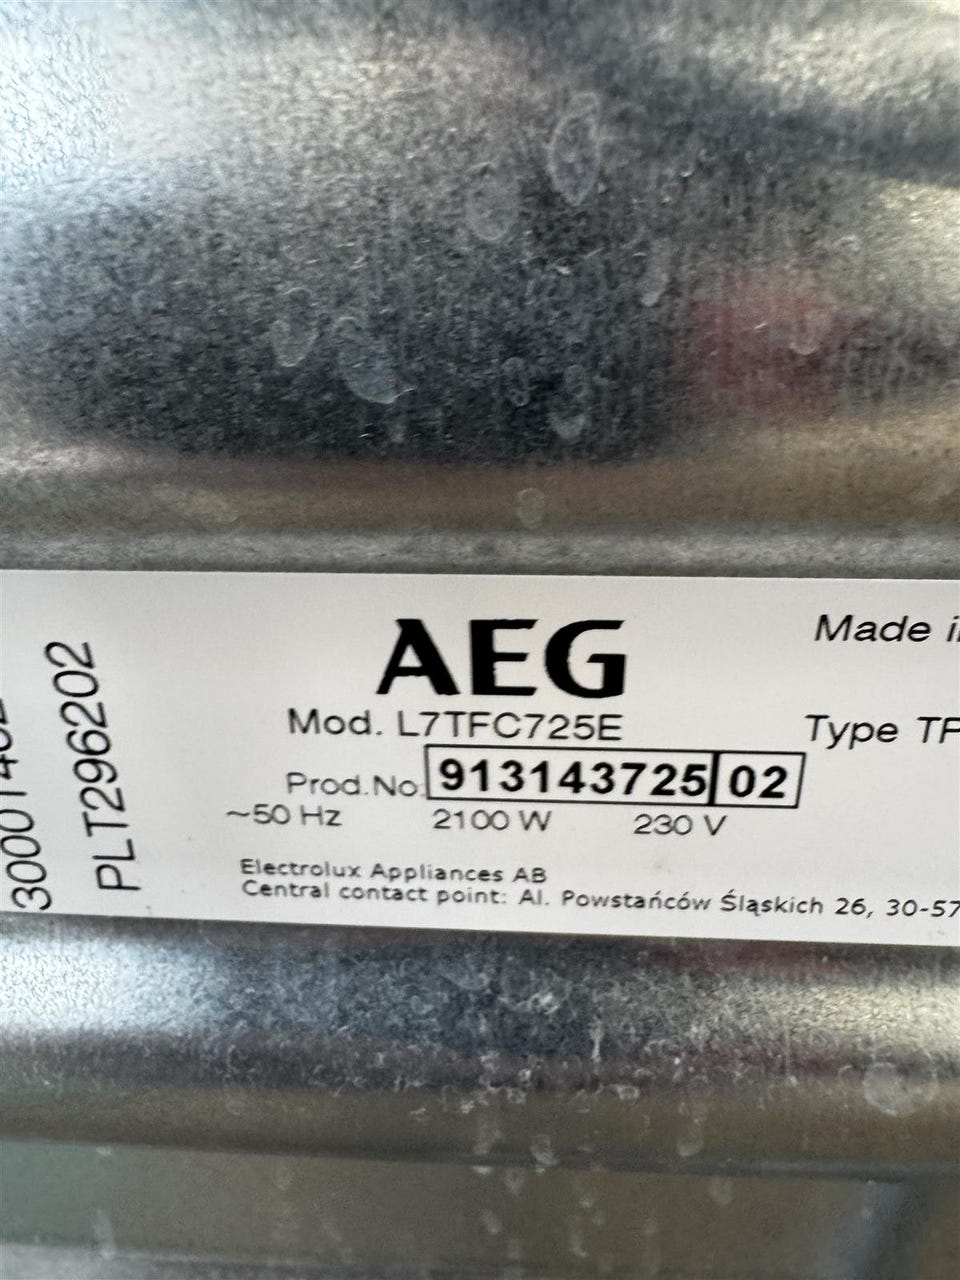 AEG
Made
Mod. L7TFC725E
Type
Prod.No. 913143725 02
~50 Hz 2100 W 230 V
Electrolux Appliances AB
Central contact point: Al. Powstańców Śląskich 26, 30-57
PLT296202